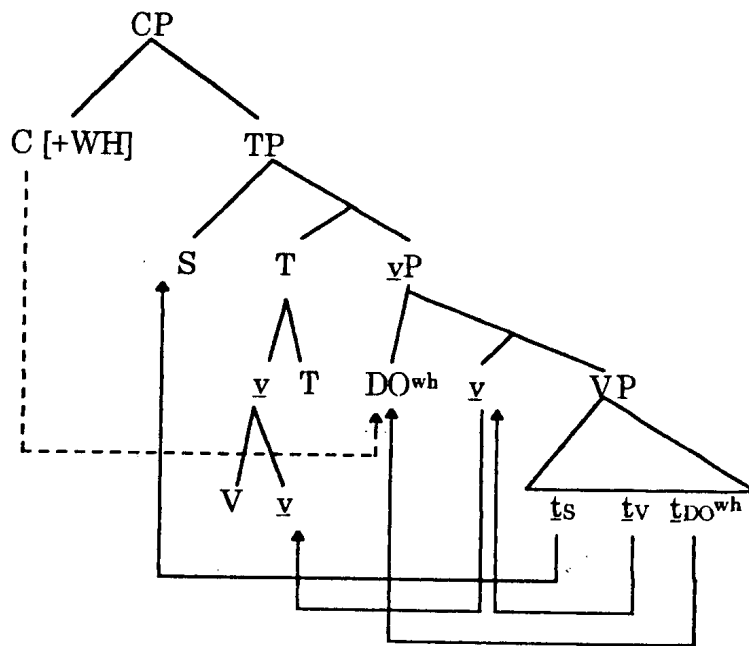 CP
C [+WH] TP
S T vP
v T DOwh v VP
V v tS tV tDOwh